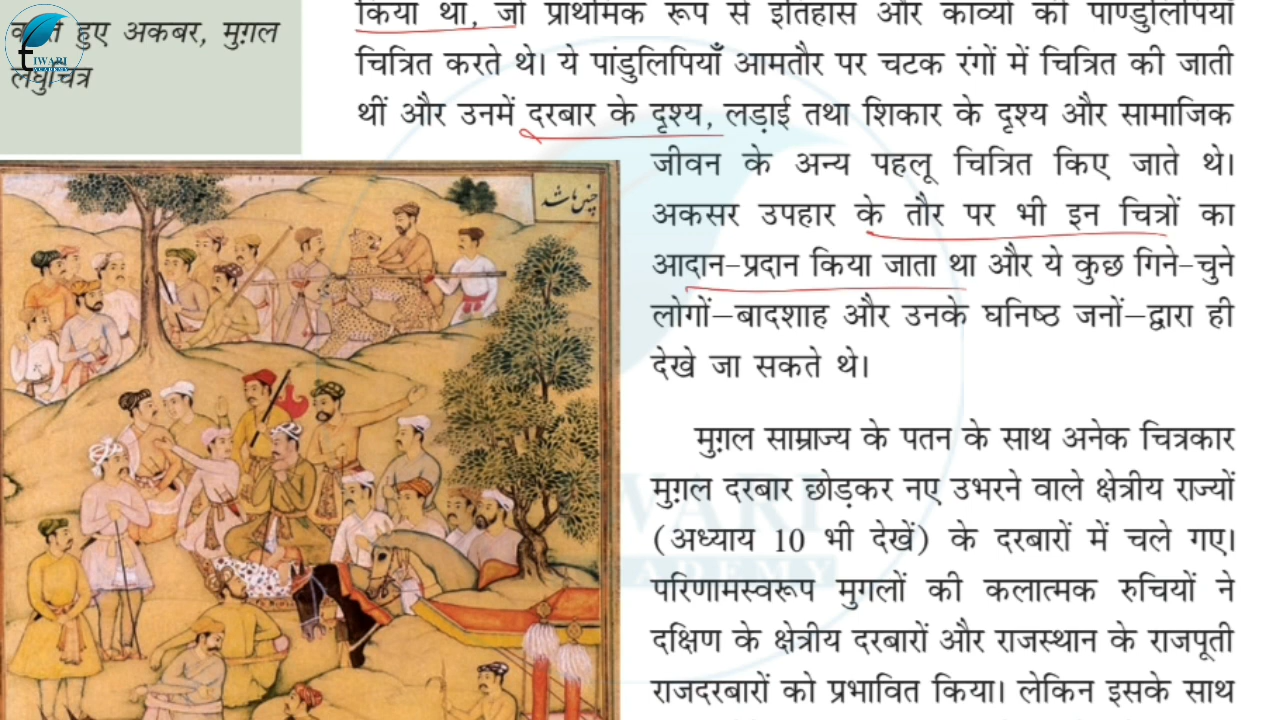 हुए अकबर, मुग़ल
लघुचित्र
TIWARI
ACADEMY
किया था, जो प्राथमिक रूप से इतिहास और काव्यों की पाण्डुलिपियाँ
चित्रित करते थे। ये पांडुलिपियाँ आमतौर पर चटक रंगों में चित्रित की जाती
थीं और उनमें दरबार के दृश्य, लड़ाई तथा शिकार के दृश्य और सामाजिक
जीवन के अन्य पहलू चित्रित किए जाते थे।
अकसर उपहार के तौर पर भी इन चित्रों का
आदान-प्रदान किया जाता था और ये कुछ गिने-चुने
लोगों–बादशाह और उनके घनिष्ठ जनों–द्वारा ही
देखे जा सकते थे।
मुग़ल साम्राज्य के पतन के साथ अनेक चित्रकार
मुग़ल दरबार छोड़कर नए उभरने वाले क्षेत्रीय राज्यों
(अध्याय 10 भी देखें) के दरबारों में चले गए।
परिणामस्वरूप मुगलों की कलात्मक रुचियों ने
दक्षिण के क्षेत्रीय दरबारों और राजस्थान के राजपूती
राजदरबारों को प्रभावित किया। लेकिन इसके साथ